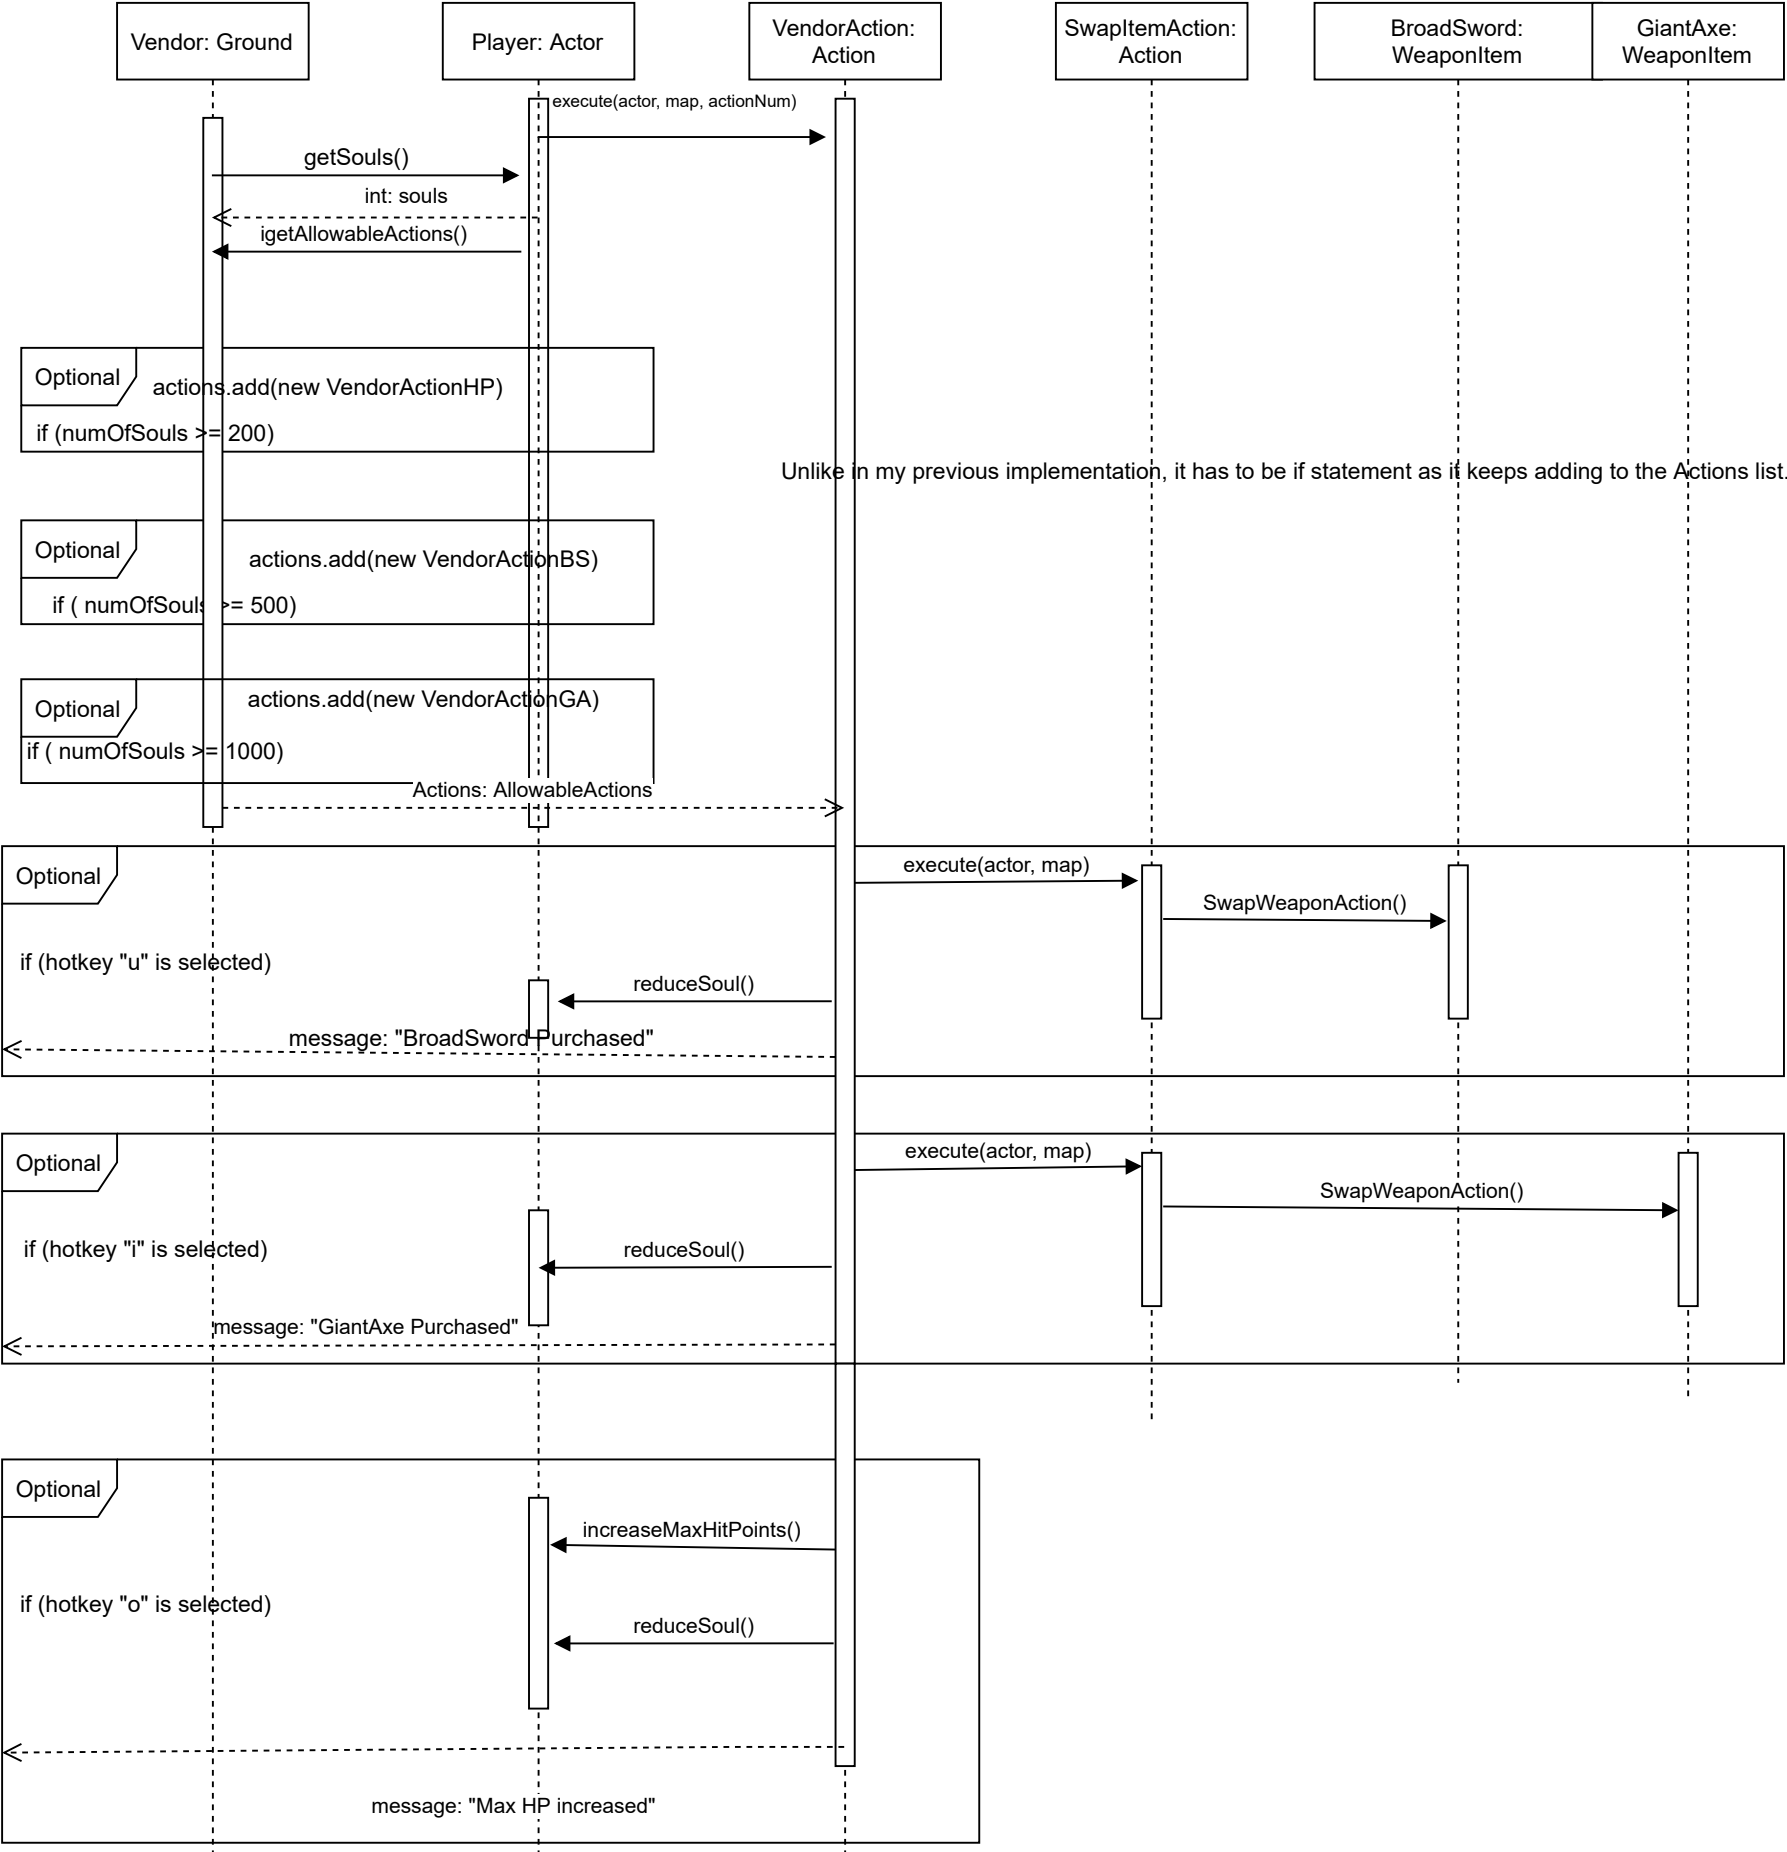 Vendor: Ground
Player: Actor
VendorAction:
Action
SwapItemAction:
Action
BroadSword:
WeaponItem
GiantAxe:
WeaponItem
execute(actor, map, actionNum)
getSouls()
int: souls
igetAllowableActions()
Optional
actions.add(new VendorActionHP)
if (numOfSouls >= 200)
Unlike in my previous implementation, it has to be if statement as it keeps adding to the Actions list.
Optional
actions.add(new VendorActionBS)
if ( numOfSouls >= 500)
Optional
actions.add(new VendorActionGA)
if ( numOfSouls >= 1000)
Actions: AllowableActions
Optional
execute(actor, map)
SwapWeaponAction()
if (hotkey "u" is selected)
reduceSoul()
message: "BroadSword Purchased"
Optional
execute(actor, map)
SwapWeaponAction()
if (hotkey "i" is selected)
reduceSoul()
message: "GiantAxe Purchased"
Optional
increaseMaxHitPoints()
if (hotkey "o" is selected)
reduceSoul()
message: "Max HP increased"